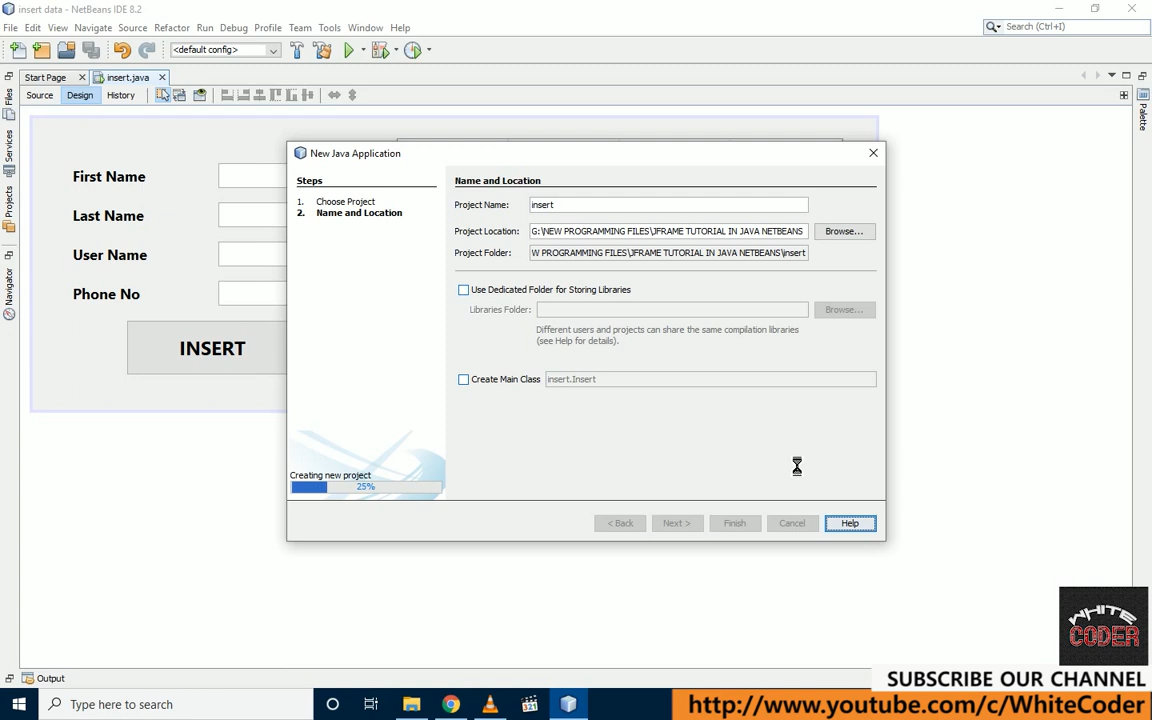 insert data - NetBeans IDE 8.2
File Edit View Navigate Source Refactor Run Debug Profile Team Tools Window Help
Search (Ctrl+I)
<default config>
Start Page
insert.java
Source Design History
Files
Services
Projects
Navigator
Palette
First Name
Last Name
User Name
Phone No
INSERT
New Java Application
Steps
1. Choose Project
2. Name and Location
Creating new project
25%
Name and Location
Project Name: insert
Project Location: G:\NEW PROGRAMMING FILES\JFRAME TUTORIAL IN JAVA NETBEANS Browse...
Project Folder: W PROGRAMMING FILES\JFRAME TUTORIAL IN JAVA NETBEANS\insert
Use Dedicated Folder for Storing Libraries
Libraries Folder: Browse...
Different users and projects can share the same compilation libraries
(see Help for details).
Create Main Class insert.Insert
< Back Next > Finish Cancel Help
WHITE
CODER
Output
SUBSCRIBE OUR CHANNEL
Type here to search
321
http://www.youtube.com/c/WhiteCoder